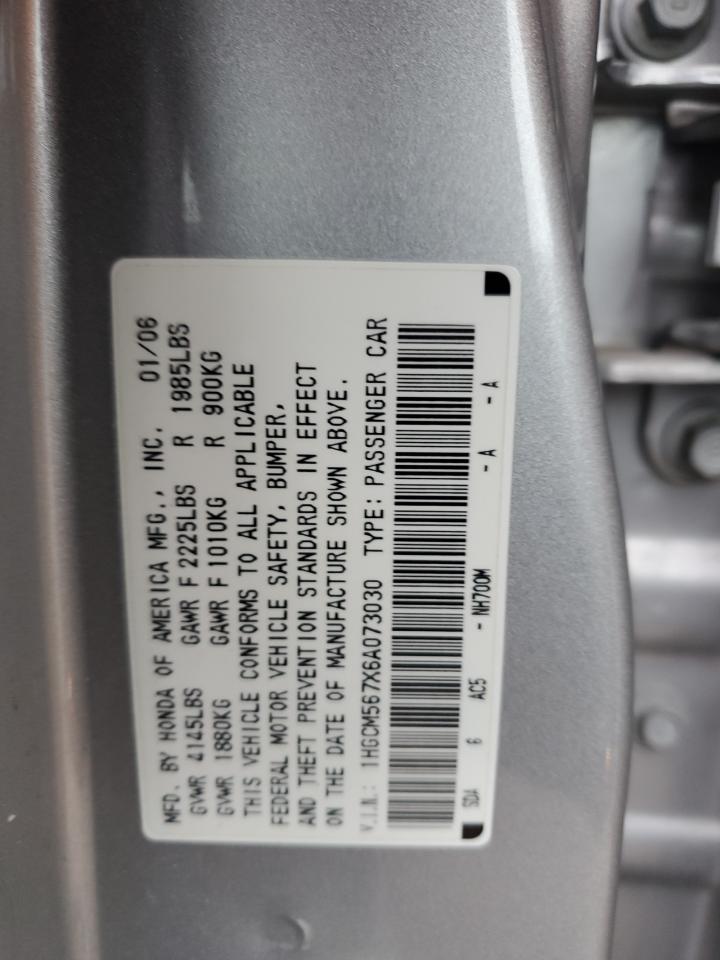 MFD. BY HONDA OF AMERICA MFG., INC. 01/06
GVWR 4145LBS GAWR F 2225LBS R 1985LBS
GVWR 1880KG GAWR F 1010KG R 900KG
THIS VEHICLE CONFORMS TO ALL APPLICABLE
FEDERAL MOTOR VEHICLE SAFETY, BUMPER,
AND THEFT PREVENTION STANDARDS IN EFFECT
ON THE DATE OF MANUFACTURE SHOWN ABOVE.
V.I.N.: 1HGCM567X6A073030 TYPE: PASSENGER CAR
SDA 6 AC5 - NH700M - A - A